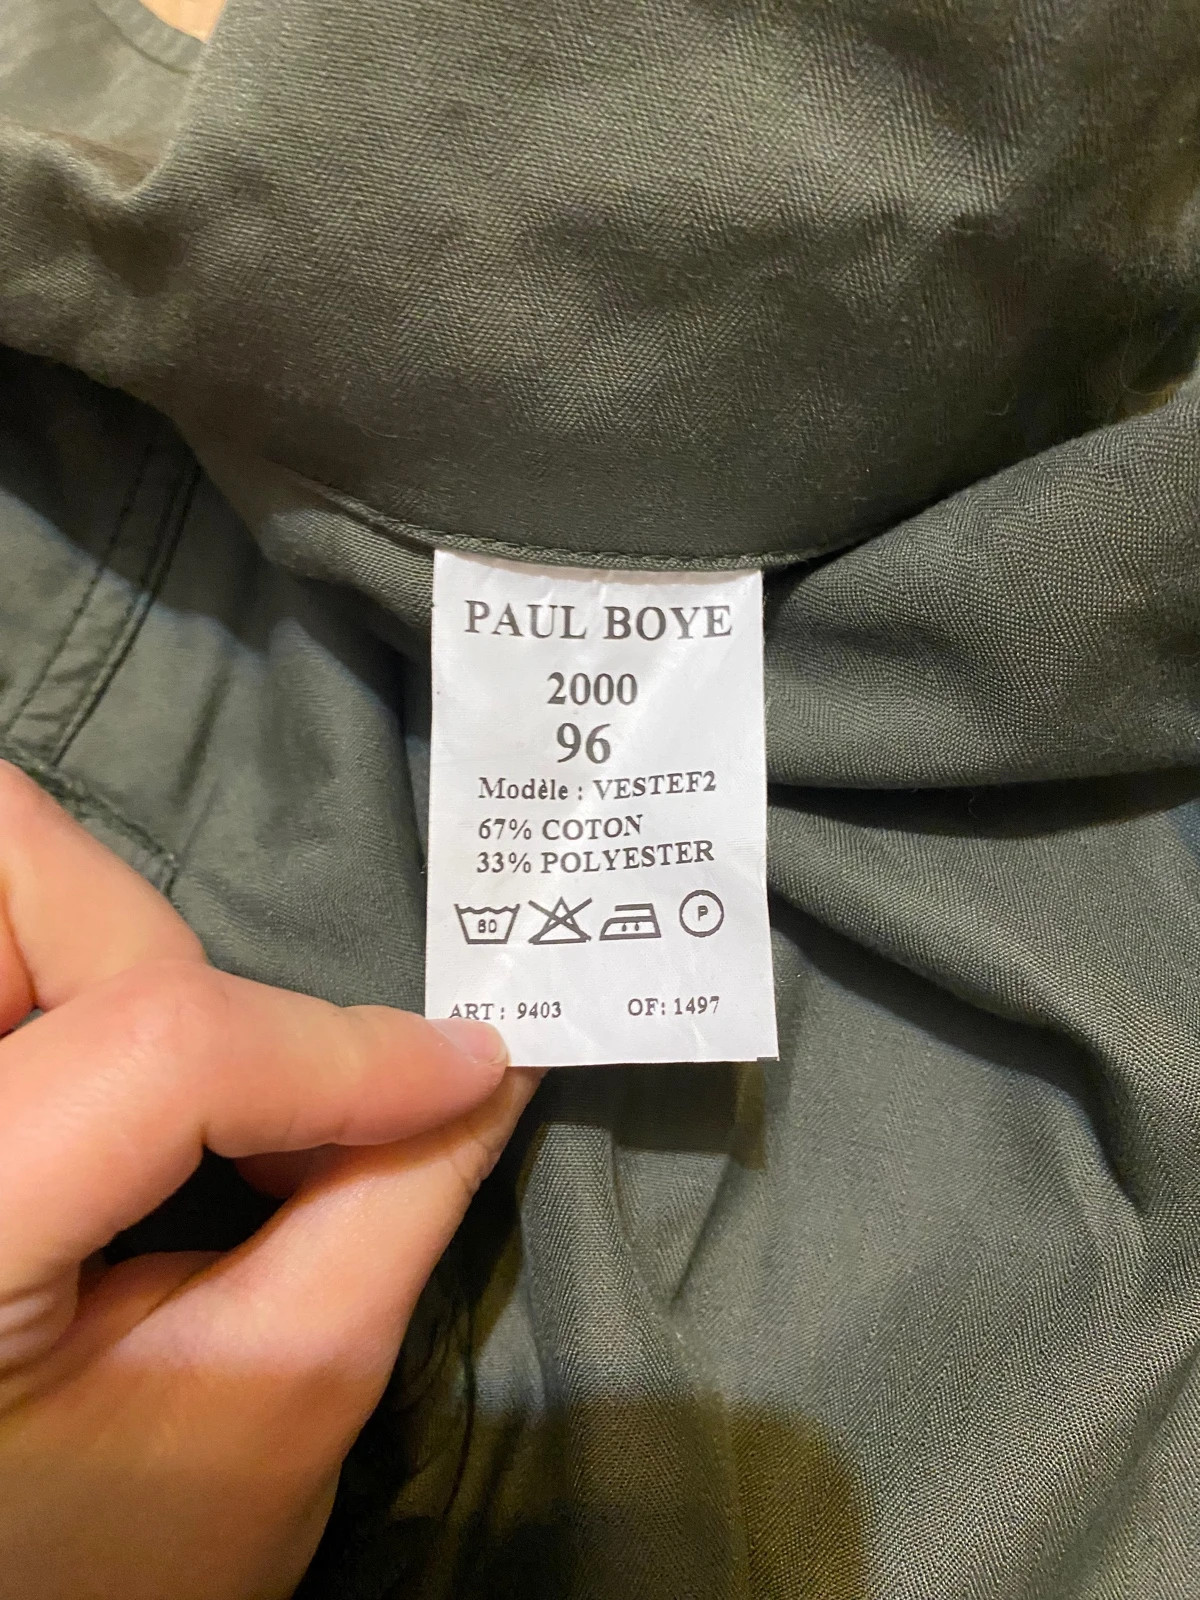 PAUL BOYE
2000
96
Modèle : VESTEF2
67% COTON
33% POLYESTER
80 P
ART : 9403 OF: 1497